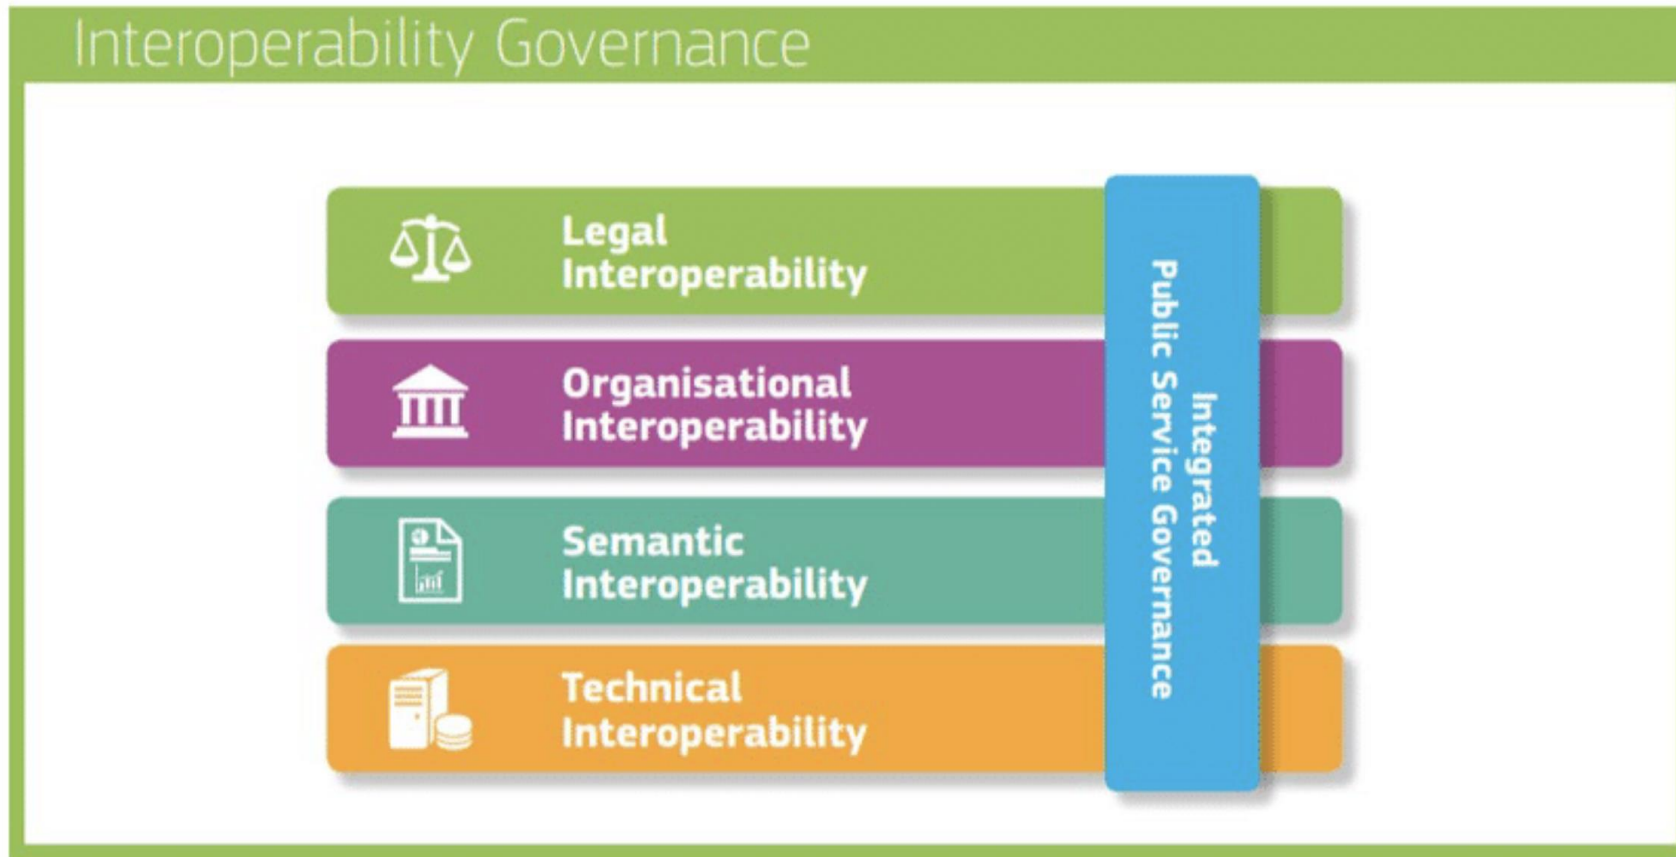 Interoperability Governance
Legal
Interoperability
Organisational
Interoperability
Semantic
Interoperability
Technical
Interoperability
Integrated
Public Service Governance